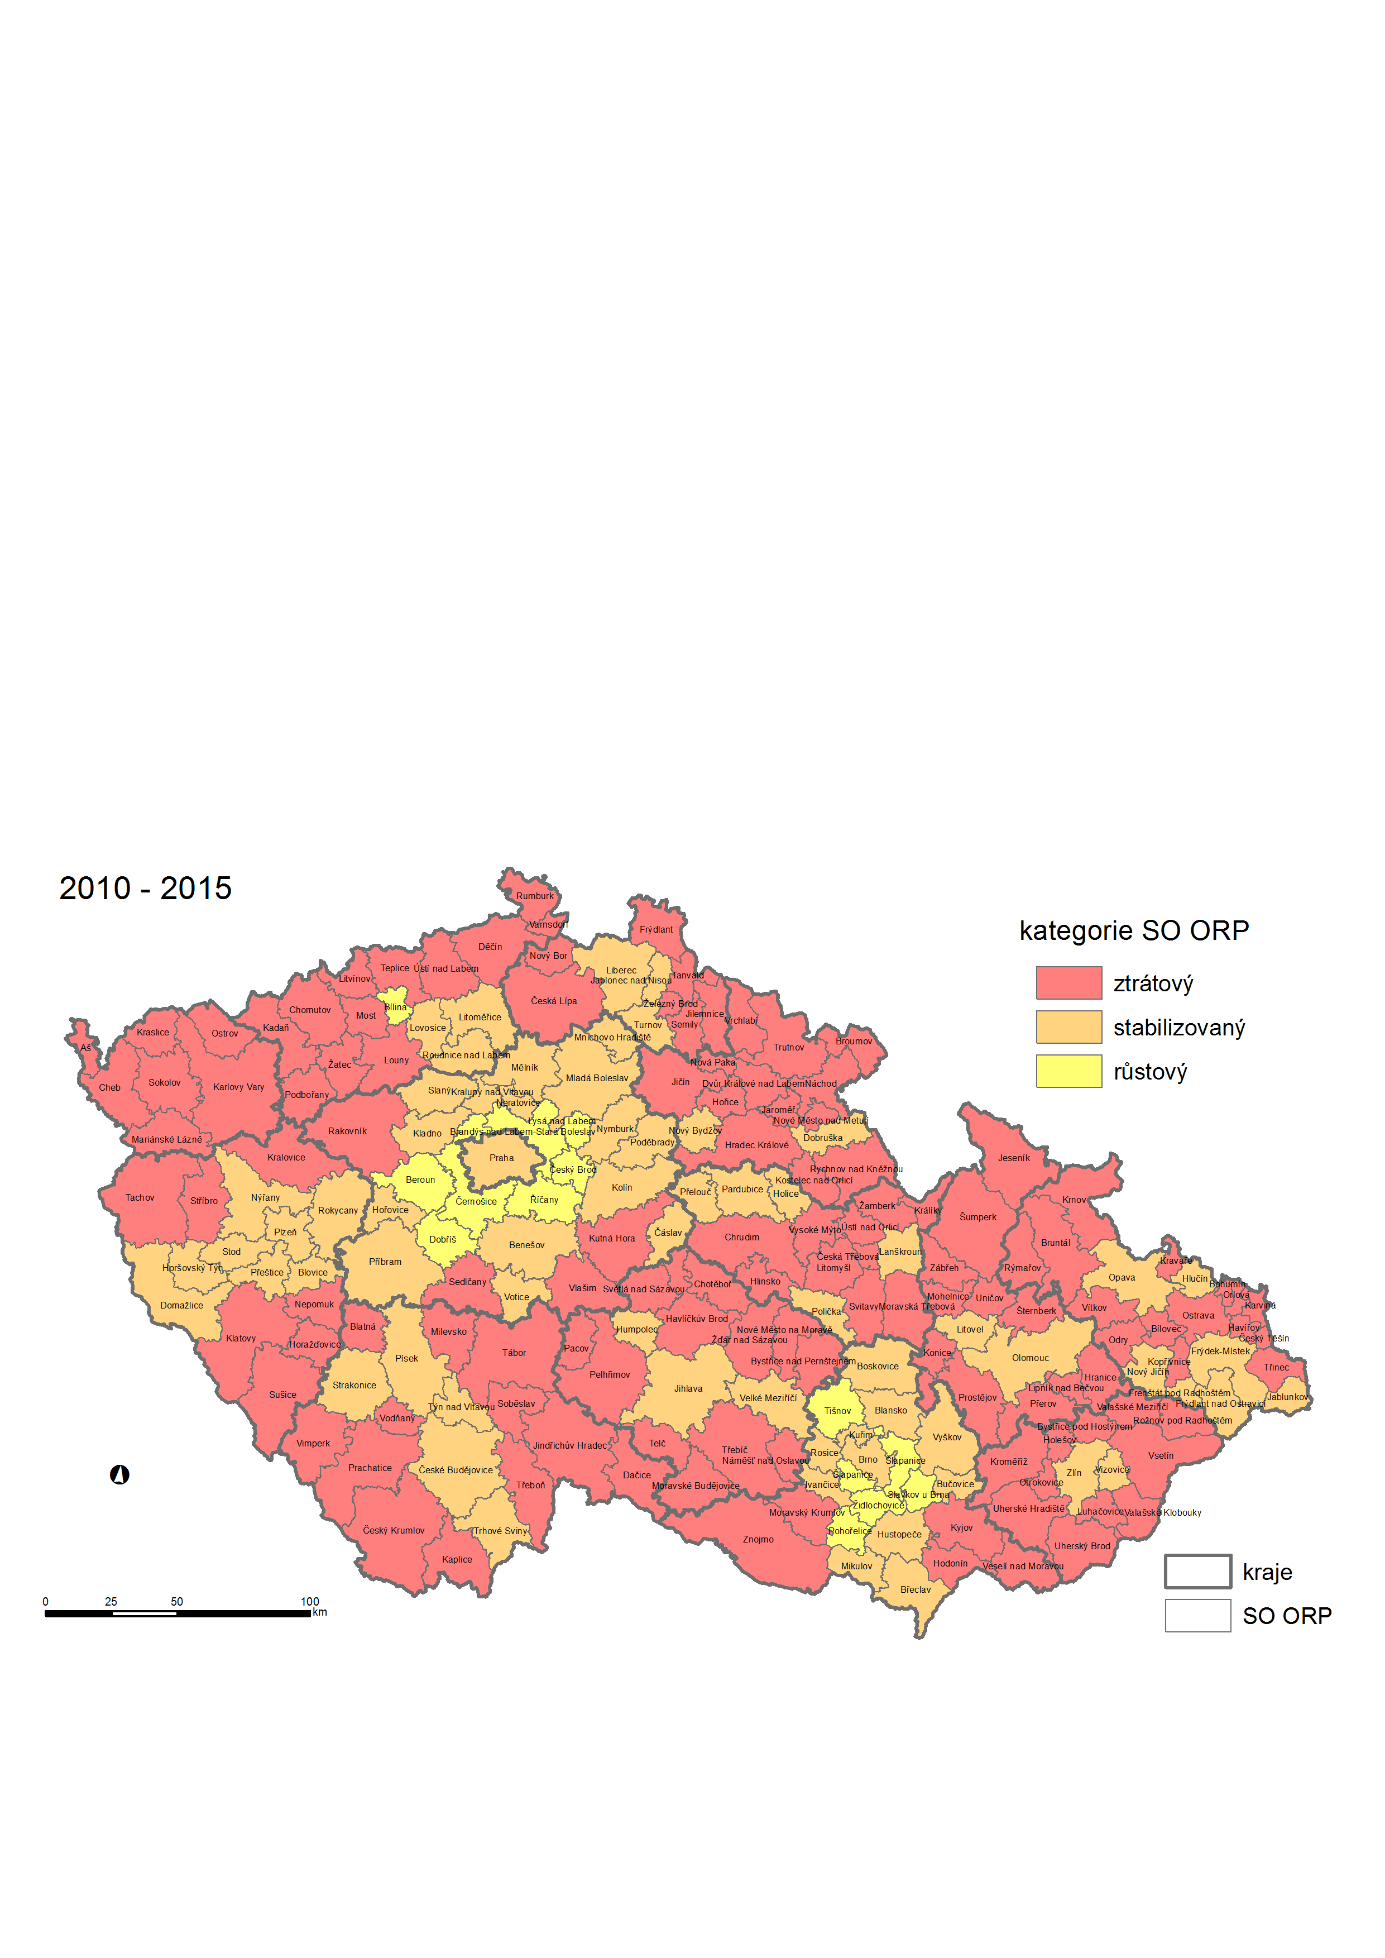 2010 - 2015
kategorie SO ORP
ztrátový
stabilizovaný
růstový
Rumburk
Varnsdorf
Frýdlant
Děčín
Nový Bor
Teplice
Ústí nad Labem
Liberec
Tanvald
Litvínov
Jablonec nad Nisou
Česká Lípa
Železný Brod
Bílina
Chomutov
Most
Litoměřice
Jilemnice
Vrchlabí
Lovosice
Turnov
Semily
Kadaň
Kraslice
Ostrov
Mnichovo Hradiště
Broumov
Aš
Trutnov
Roudnice nad Labem
Louny
Žatec
Mělník
Nová Paka
Mladá Boleslav
Jičín
Dvůr Králové nad Labem
Náchod
Cheb
Sokolov
Karlovy Vary
Podbořany
Slaný
Kralupy nad Vltavou
Neratovice
Hořice
Jaroměř
Nové Město nad Metují
Lysá nad Labem
Rakovník
Kladno
Brandýs nad Labem-Stará Boleslav
Nymburk
Nový Bydžov
Mariánské Lázně
Poděbrady
Hradec Králové
Dobruška
Kralovice
Praha
Jeseník
Český Brod
Rychnov nad Kněžnou
Beroun
Kostelec nad Orlicí
Kolín
Přelouč
Pardubice
Holice
Tachov
Stříbro
Nýřany
Černošice
Říčany
Krnov
Rokycany
Hořovice
Žamberk
Králíky
Šumperk
Plzeň
Dobříš
Čáslav
Vysoké Mýto
Ústí nad Orlicí
Kutná Hora
Chrudim
Bruntál
Stod
Benešov
Lanškroun
Příbram
Česká Třebová
Horšovský Týn
Přeštice
Blovice
Litomyšl
Zábřeh
Rýmařov
Kravaře
Opava
Hlučín
Sedlčany
Vlašim
Světlá nad Sázavou
Chotěboř
Hlinsko
Bohumín
Domažlice
Votice
Mohelnice
Uničov
Orlová
Nepomuk
Svitavy
Moravská Třebová
Šternberk
Vítkov
Karviná
Polička
Ostrava
Havlíčkův Brod
Blatná
Milevsko
Humpolec
Nové Město na Moravě
Litovel
Bílovec
Havířov
Klatovy
Žďár nad Sázavou
Odry
Český Těšín
Horažďovice
Pacov
Tábor
Konice
Frýdek-Místek
Písek
Bystřice nad Pernštejnem
Olomouc
Kopřivnice
Boskovice
Třinec
Nový Jičín
Pelhřimov
Hranice
Strakonice
Jihlava
Lipník nad Bečvou
Sušice
Frenštát pod Radhoštěm
Velké Meziříčí
Prostějov
Jablunkov
Soběslav
Přerov
Frýdlant nad Ostravicí
Týn nad Vltavou
Valašské Meziříčí
Tišnov
Blansko
Vodňany
Rožnov pod Radhoštěm
Bystřice pod Hostýnem
Kuřim
Vyškov
Holešov
Vimperk
Jindřichův Hradec
Telč
Třebíč
Rosice
Vsetín
Náměšť nad Oslavou
Brno
Šlapanice
Kroměříž
Prachatice
České Budějovice
Zlín
Vizovice
Dačice
Šlapanice
Otrokovice
Třeboň
Moravské Budějovice
Ivančice
Bučovice
Slavkov u Brna
Židlochovice
Uherské Hradiště
Luhačovice
Valašské Klobouky
Moravský Krumlov
Český Krumlov
Trhové Sviny
Pohořelice
Hustopeče
Kyjov
Znojmo
Uherský Brod
Kaplice
Mikulov
Hodonín
Veselí nad Moravou
Břeclav
kraje
SO ORP
0 25 50 100
km